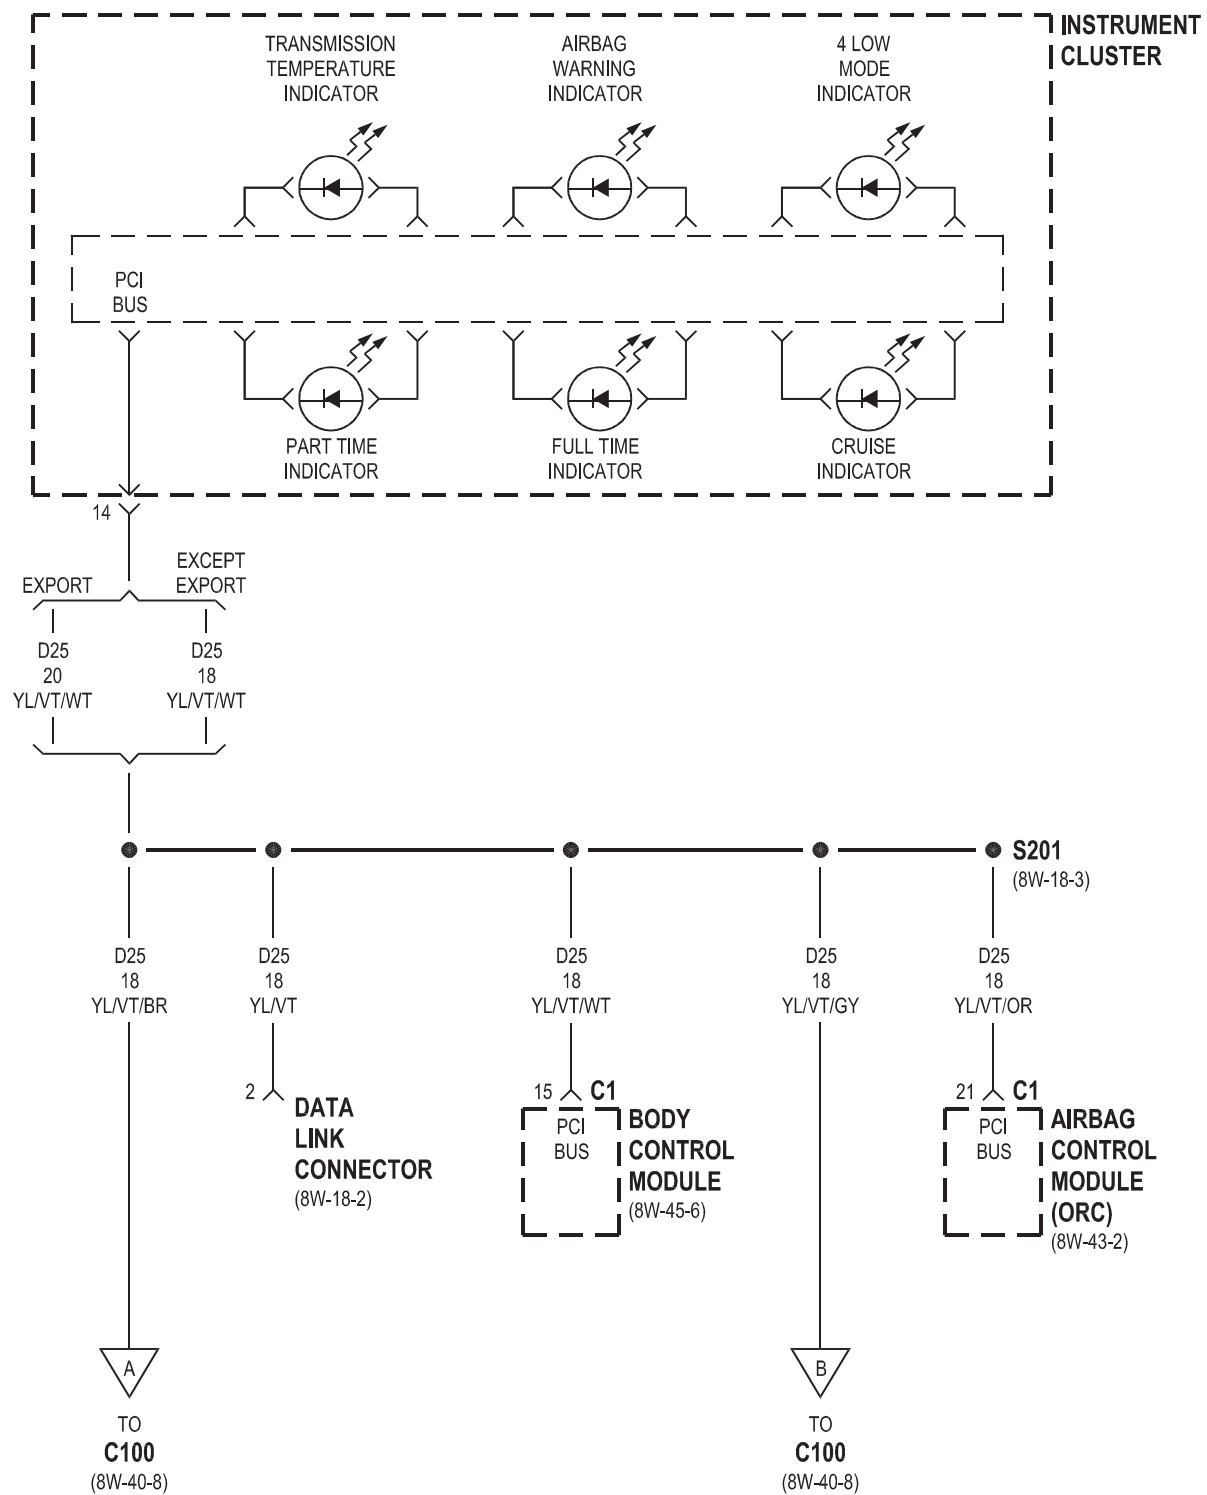 INSTRUMENT
CLUSTER
TRANSMISSION
TEMPERATURE
INDICATOR
AIRBAG
WARNING
INDICATOR
4 LOW
MODE
INDICATOR
PCI
BUS
PART TIME
INDICATOR
FULL TIME
INDICATOR
CRUISE
INDICATOR
14
EXPORT
EXCEPT
EXPORT
D25
20
YL/VT/WT
D25
18
YL/VT/WT
S201
(8W-18-3)
D25
18
YL/VT/BR
D25
18
YL/VT
D25
18
YL/VT/WT
D25
18
YL/VT/GY
D25
18
YL/VT/OR
2
DATA
LINK
CONNECTOR
(8W-18-2)
15
C1
PCI
BUS
BODY
CONTROL
MODULE
(8W-45-6)
21
C1
PCI
BUS
AIRBAG
CONTROL
MODULE
(ORC)
(8W-43-2)
A
TO
C100
(8W-40-8)
B
TO
C100
(8W-40-8)